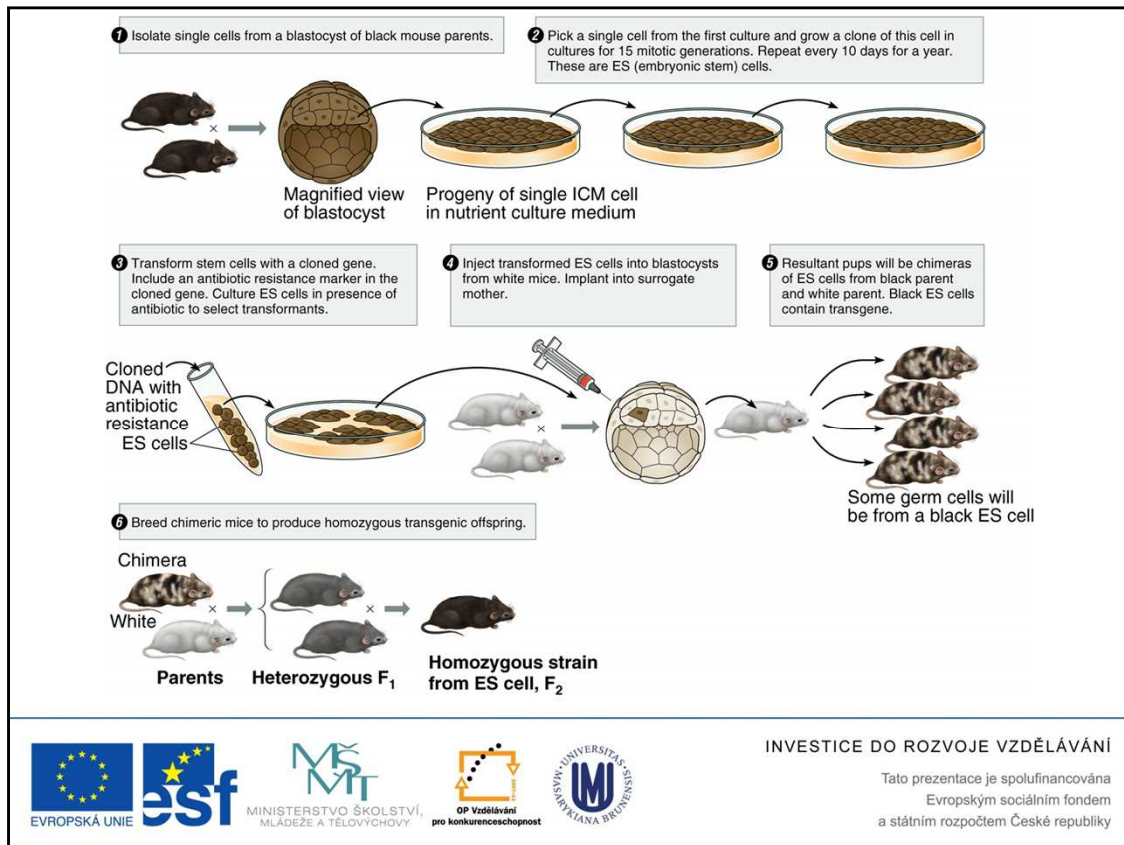 1 Isolate single cells from a blastocyst of black mouse parents.
2 Pick a single cell from the first culture and grow a clone of this cell in
cultures for 15 mitotic generations. Repeat every 10 days for a year.
These are ES (embryonic stem) cells.
×
Magnified view
of blastocyst
Progeny of single ICM cell
in nutrient culture medium
3 Transform stem cells with a cloned gene.
Include an antibiotic resistance marker in the
cloned gene. Culture ES cells in presence of
antibiotic to select transformants.
4 Inject transformed ES cells into blastocysts
from white mice. Implant into surrogate
mother.
5 Resultant pups will be chimeras
of ES cells from black parent
and white parent. Black ES cells
contain transgene.
Cloned
DNA with
antibiotic
resistance
ES cells
×
Some germ cells will
be from a black ES cell
6 Breed chimeric mice to produce homozygous transgenic offspring.
Chimera
×
×
White
Parents
Heterozygous F₁
Homozygous strain
from ES cell, F₂
EVROPSKÁ UNIE
esf
MŠ
MT
MINISTERSTVO ŠKOLSTVÍ,
MLÁDEŽE A TĚLOVÝCHOVY
2007-13
OP Vzdělávání
pro konkurenceschopnost
UNIVERSITAS
MASARYKIANA BRUNENSIS
INVESTICE DO ROZVOJE VZDĚLÁVÁNÍ
Tato prezentace je spolufinancována
Evropským sociálním fondem
a státním rozpočtem České republiky